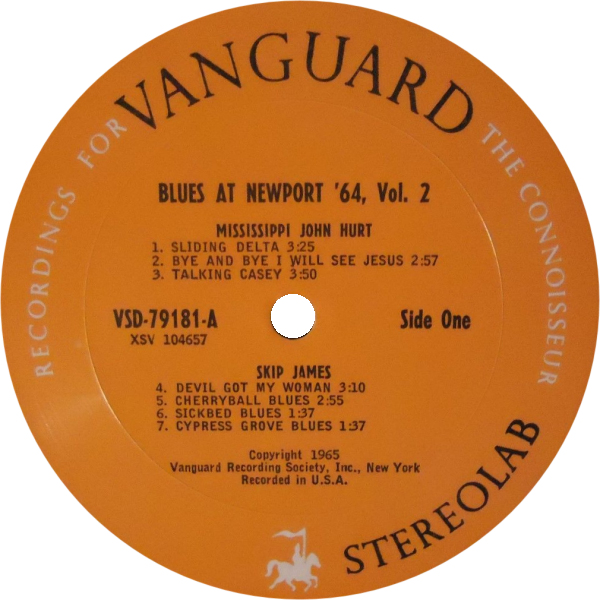 VANGUARD
RECORDINGS FOR THE CONNOISSEUR
BLUES AT NEWPORT '64, Vol. 2
MISSISSIPPI JOHN HURT
1. SLIDING DELTA 3:25
2. BYE AND BYE I WILL SEE JESUS 2:57
3. TALKING CASEY 3:50
VSD-79181-A Side One
XSV 104657
SKIP JAMES
4. DEVIL GOT MY WOMAN 3:10
5. CHERRYBALL BLUES 2:55
6. SICKBED BLUES 1:37
7. CYPRESS GROVE BLUES 1:37
Copyright 1965
Vanguard Recording Society, Inc., New York
Recorded in U.S.A.
STEREOLAB